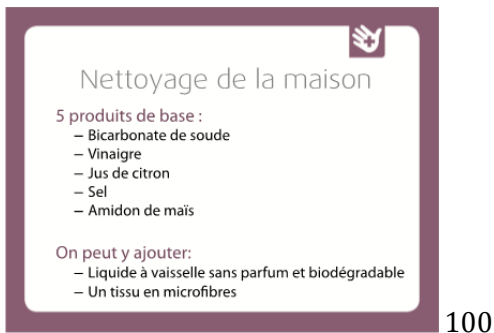 Nettoyage de la maison
5 produits de base :
– Bicarbonate de soude
– Vinaigre
– Jus de citron
– Sel
– Amidon de maïs
On peut y ajouter:
– Liquide à vaisselle sans parfum et biodégradable
– Un tissu en microfibres
100